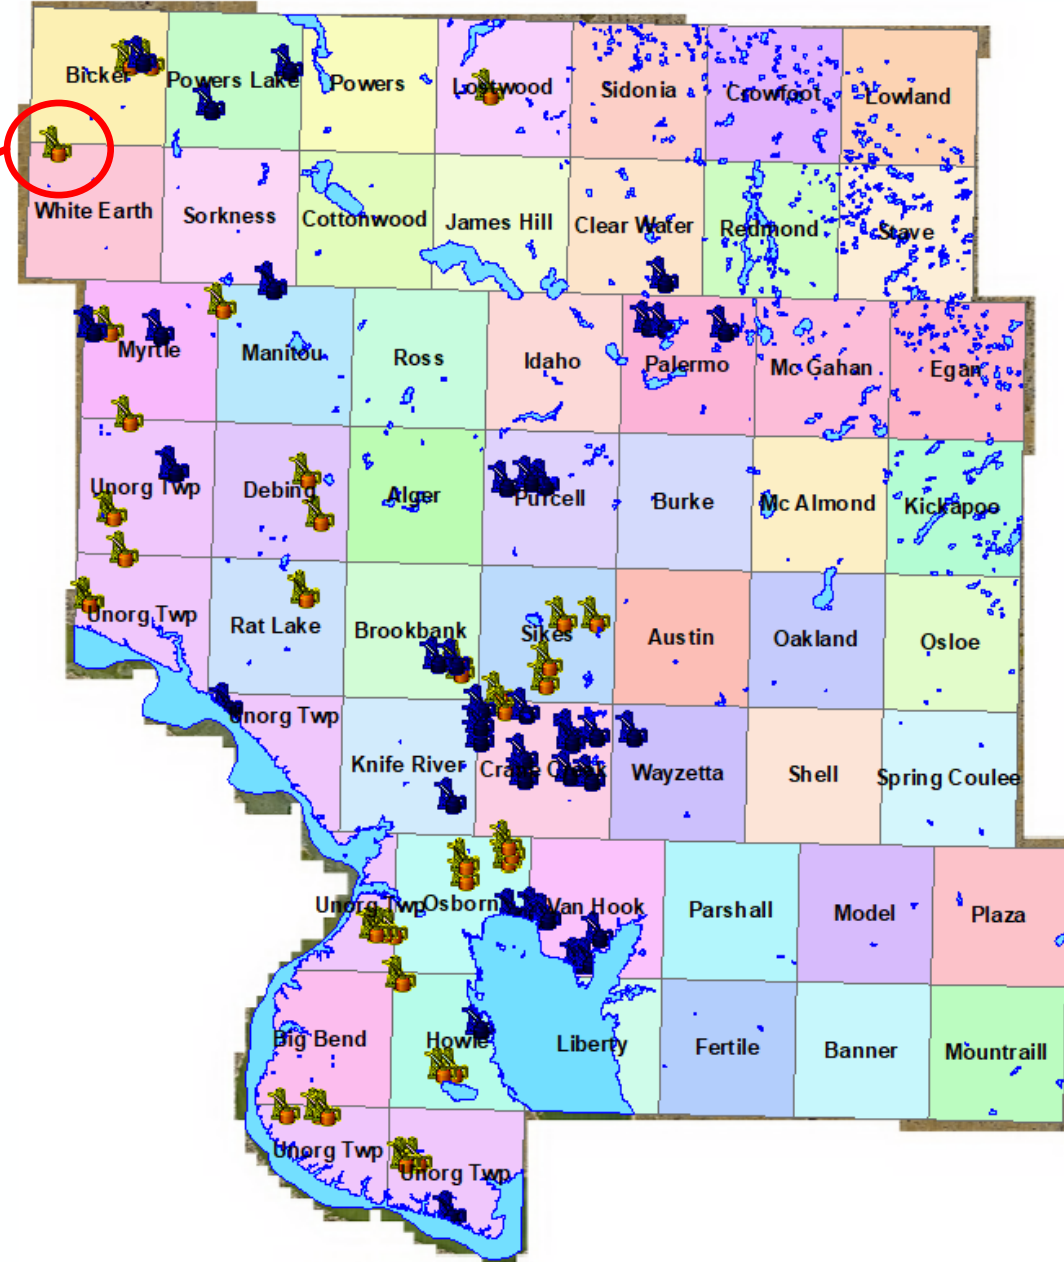 Bicker
Powers Lake
Powers
Lostwood
Sidonia
Crowfoot
Lowland
White Earth
Sorkness
Cottonwood
James Hill
Clear Water
Redmond
Stave
Myrtle
Manitou
Ross
Idaho
Palermo
Mc Gahan
Egan
Unorg Twp
Debing
Alger
Purcell
Burke
Mc Almond
Kickapoe
Unorg Twp
Rat Lake
Brookbank
Sikes
Austin
Oakland
Osloe
Unorg Twp
Knife River
Crane Creek
Wayzetta
Shell
Spring Coulee
Unorg Twp
Osborn
Van Hook
Parshall
Model
Plaza
Big Bend
Howie
Liberty
Fertile
Banner
Mountraill
Unorg Twp
Unorg Twp